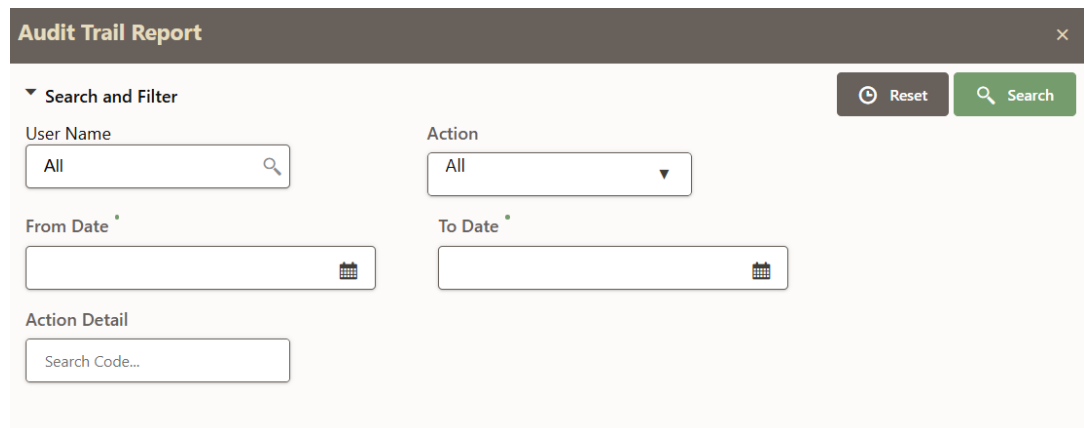 Audit Trail Report
Search and Filter
Reset
Search
User Name
Action
All
All
From Date
To Date
Action Detail
Search Code...